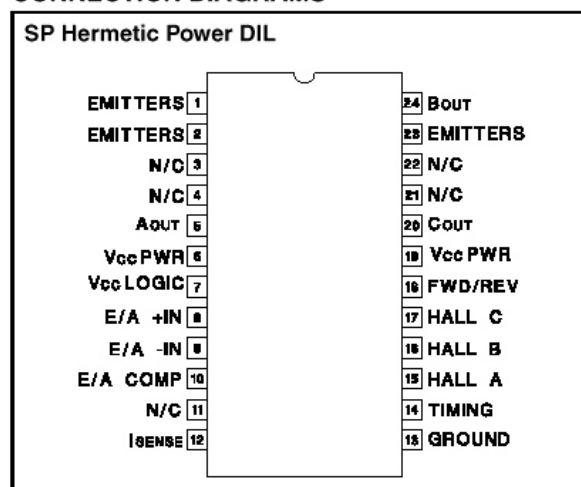 SP Hermetic Power DIL
EMITTERS 1
EMITTERS 2
N/C 3
N/C 4
AOUT 5
Vcc PWR 6
Vcc LOGIC 7
E/A +IN 8
E/A -IN 9
E/A COMP 10
N/C 11
ISENSE 12
24 BOUT
23 EMITTERS
22 N/C
21 N/C
20 COUT
19 Vcc PWR
18 FWD/REV
17 HALL C
16 HALL B
15 HALL A
14 TIMING
13 GROUND